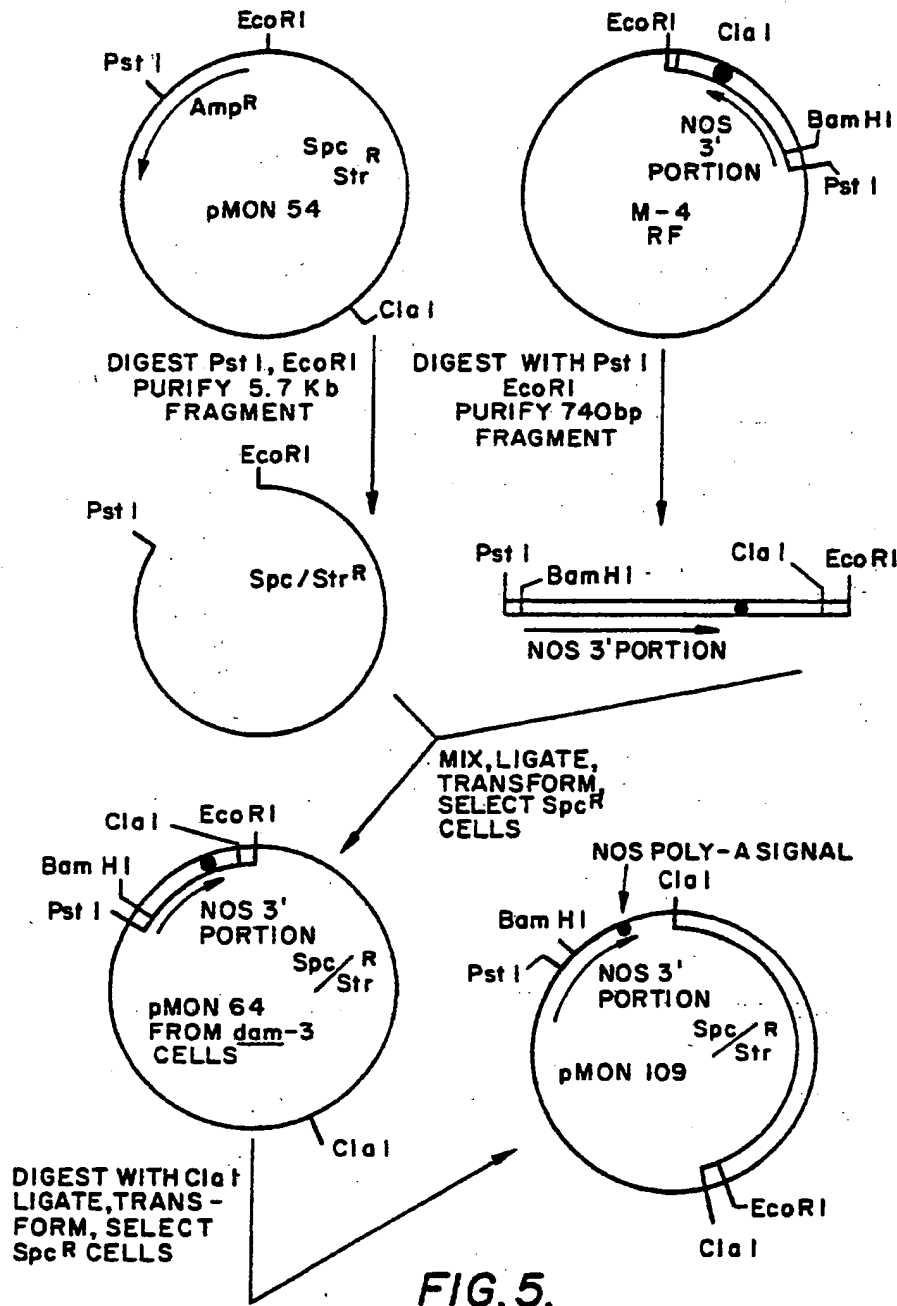 EcoRI
Pst I
Amp R
Spc R
Str
pMON 54
Cla I
EcoRI
Cla I
NOS
3'
PORTION
BamHI
Pst I
M-4
RF
DIGEST Pst I, EcoRI
PURIFY 5.7 Kb
FRAGMENT
DIGEST WITH Pst I
EcoRI
PURIFY 740bp
FRAGMENT
EcoRI
Pst I
Spc/Str R
Pst I
BamHI
Cla I
EcoRI
NOS 3' PORTION
MIX, LIGATE,
TRANSFORM,
SELECT Spc R
CELLS
Cla I
EcoRI
Bam HI
Pst I
NOS 3'
PORTION
Spc/ R
Str
pMON 64
FROM dam-3
CELLS
Cla I
NOS POLY-A SIGNAL
Cla I
Bam HI
Pst I
NOS 3'
PORTION
Spc/ R
Str
pMON 109
EcoRI
Cla I
DIGEST WITH Cla I
LIGATE, TRANS-
FORM, SELECT
Spc R CELLS
FIG. 5.